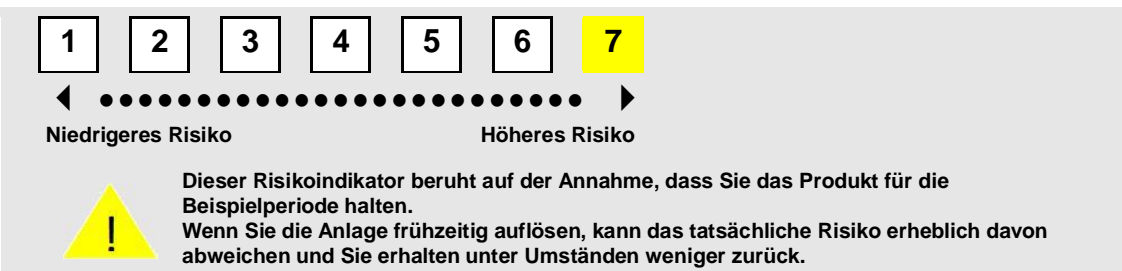 1 2 3 4 5 6 7
Niedrigeres Risiko Höheres Risiko
Dieser Risikoindikator beruht auf der Annahme, dass Sie das Produkt für die
Beispielperiode halten.
Wenn Sie die Anlage frühzeitig auflösen, kann das tatsächliche Risiko erheblich davon
abweichen und Sie erhalten unter Umständen weniger zurück.
!